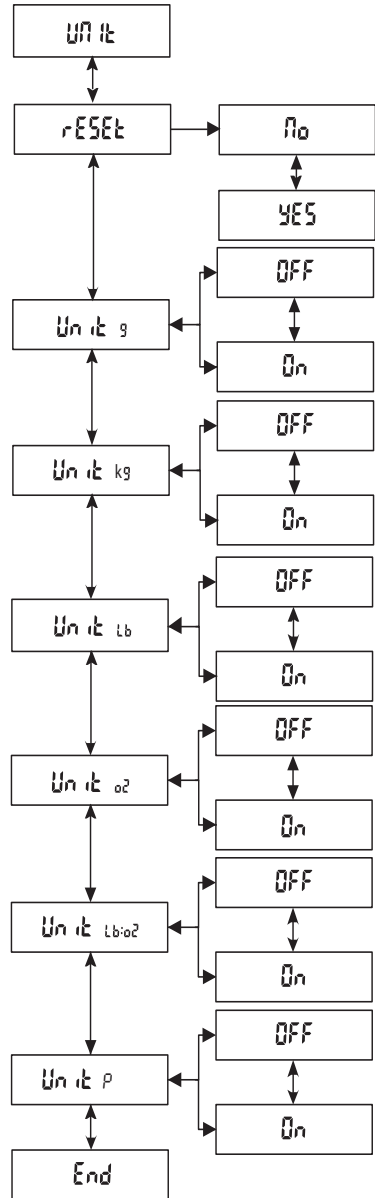 UNit
rESEt
No
YES
Unit g
OFF
On
Unit kg
OFF
On
Unit Lb
OFF
On
Unit oz
OFF
On
Unit Lb:oz
OFF
On
Unit P
OFF
On
End